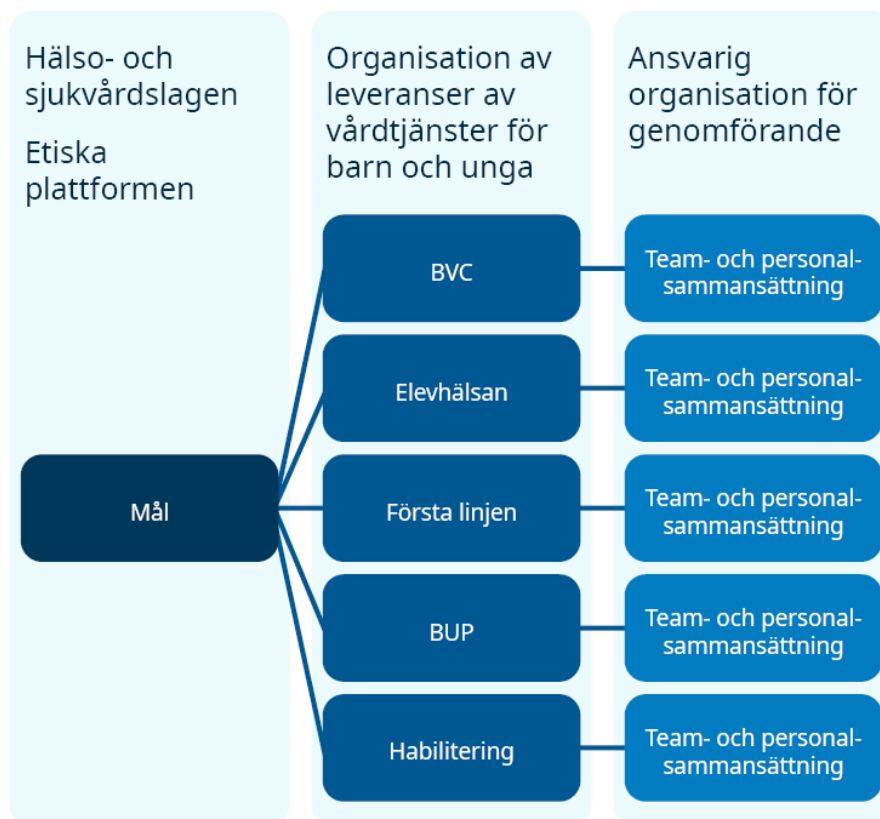 Hälso- och
sjukvårdslagen
Etiska
plattformen
Mål
Organisation av
leveranser av
vårdtjänster för
barn och unga
BVC
Elevhälsan
Första linjen
BUP
Habilitering
Ansvarig
organisation för
genomförande
Team- och personal-
sammansättning
Team- och personal-
sammansättning
Team- och personal-
sammansättning
Team- och personal-
sammansättning
Team- och personal-
sammansättning